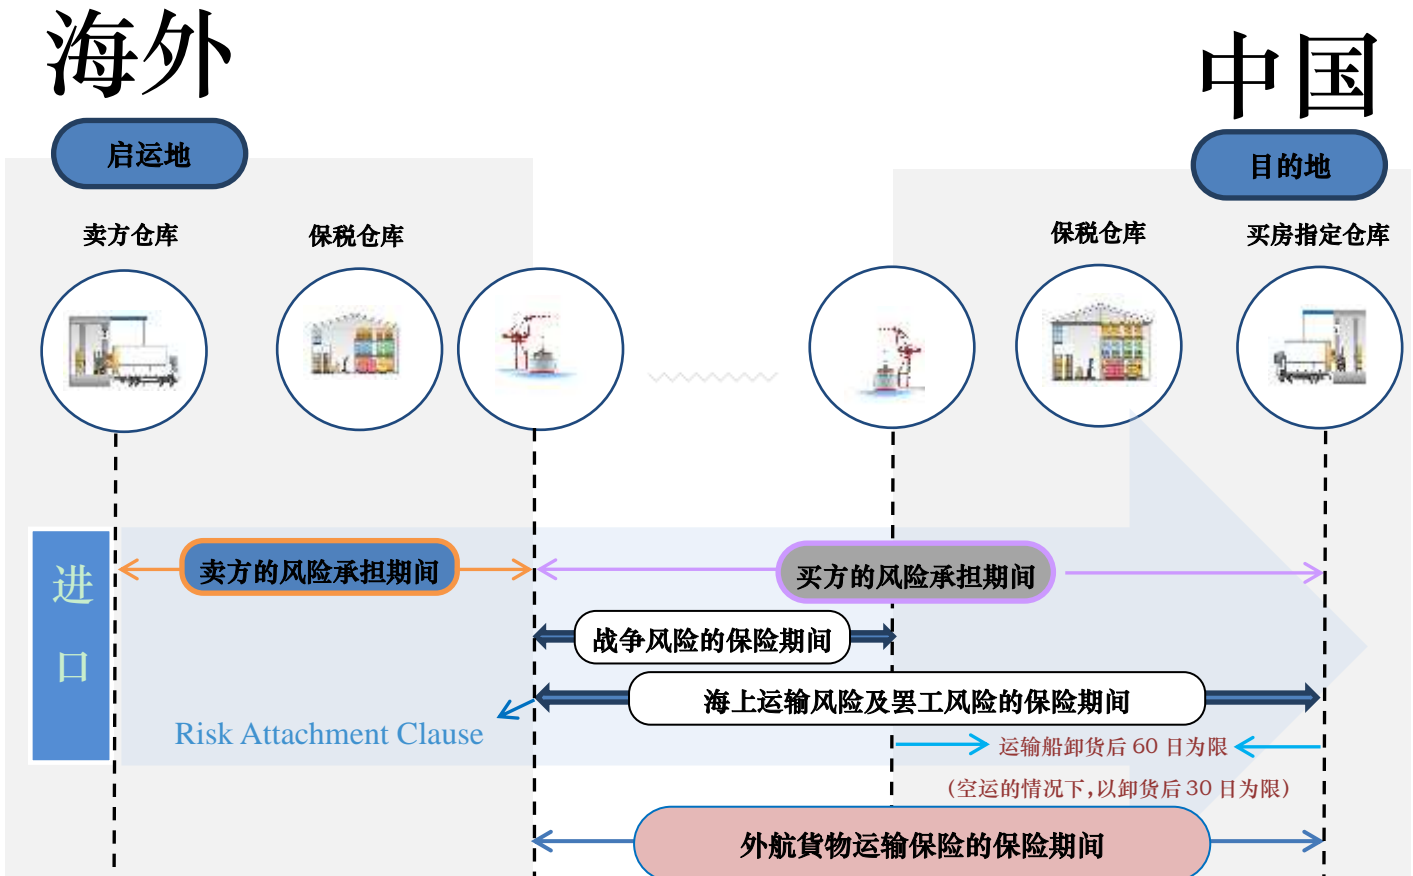 海外
中国
启运地
目的地
卖方仓库
保税仓库
保税仓库
买房指定仓库
进
口
卖方的风险承担期间
买方的风险承担期间
战争风险的保险期间
海上运输风险及罢工风险的保险期间
Risk Attachment Clause
运输船卸货后 60 日为限
(空运的情况下,以卸货后 30 日为限)
外航貨物运输保险的保险期间